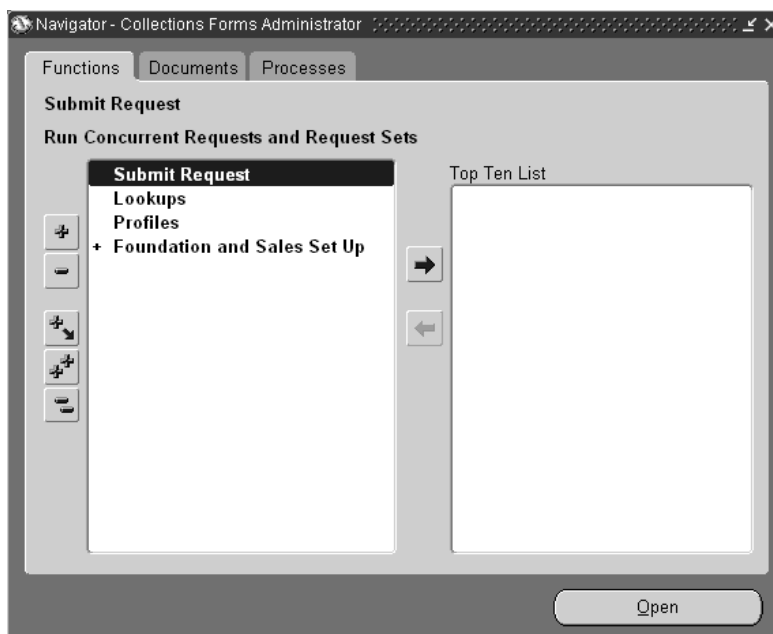 Navigator - Collections Forms Administrator
Functions Documents Processes
Submit Request
Run Concurrent Requests and Request Sets
Submit Request
Lookups
Profiles
+ Foundation and Sales Set Up
Top Ten List
Open